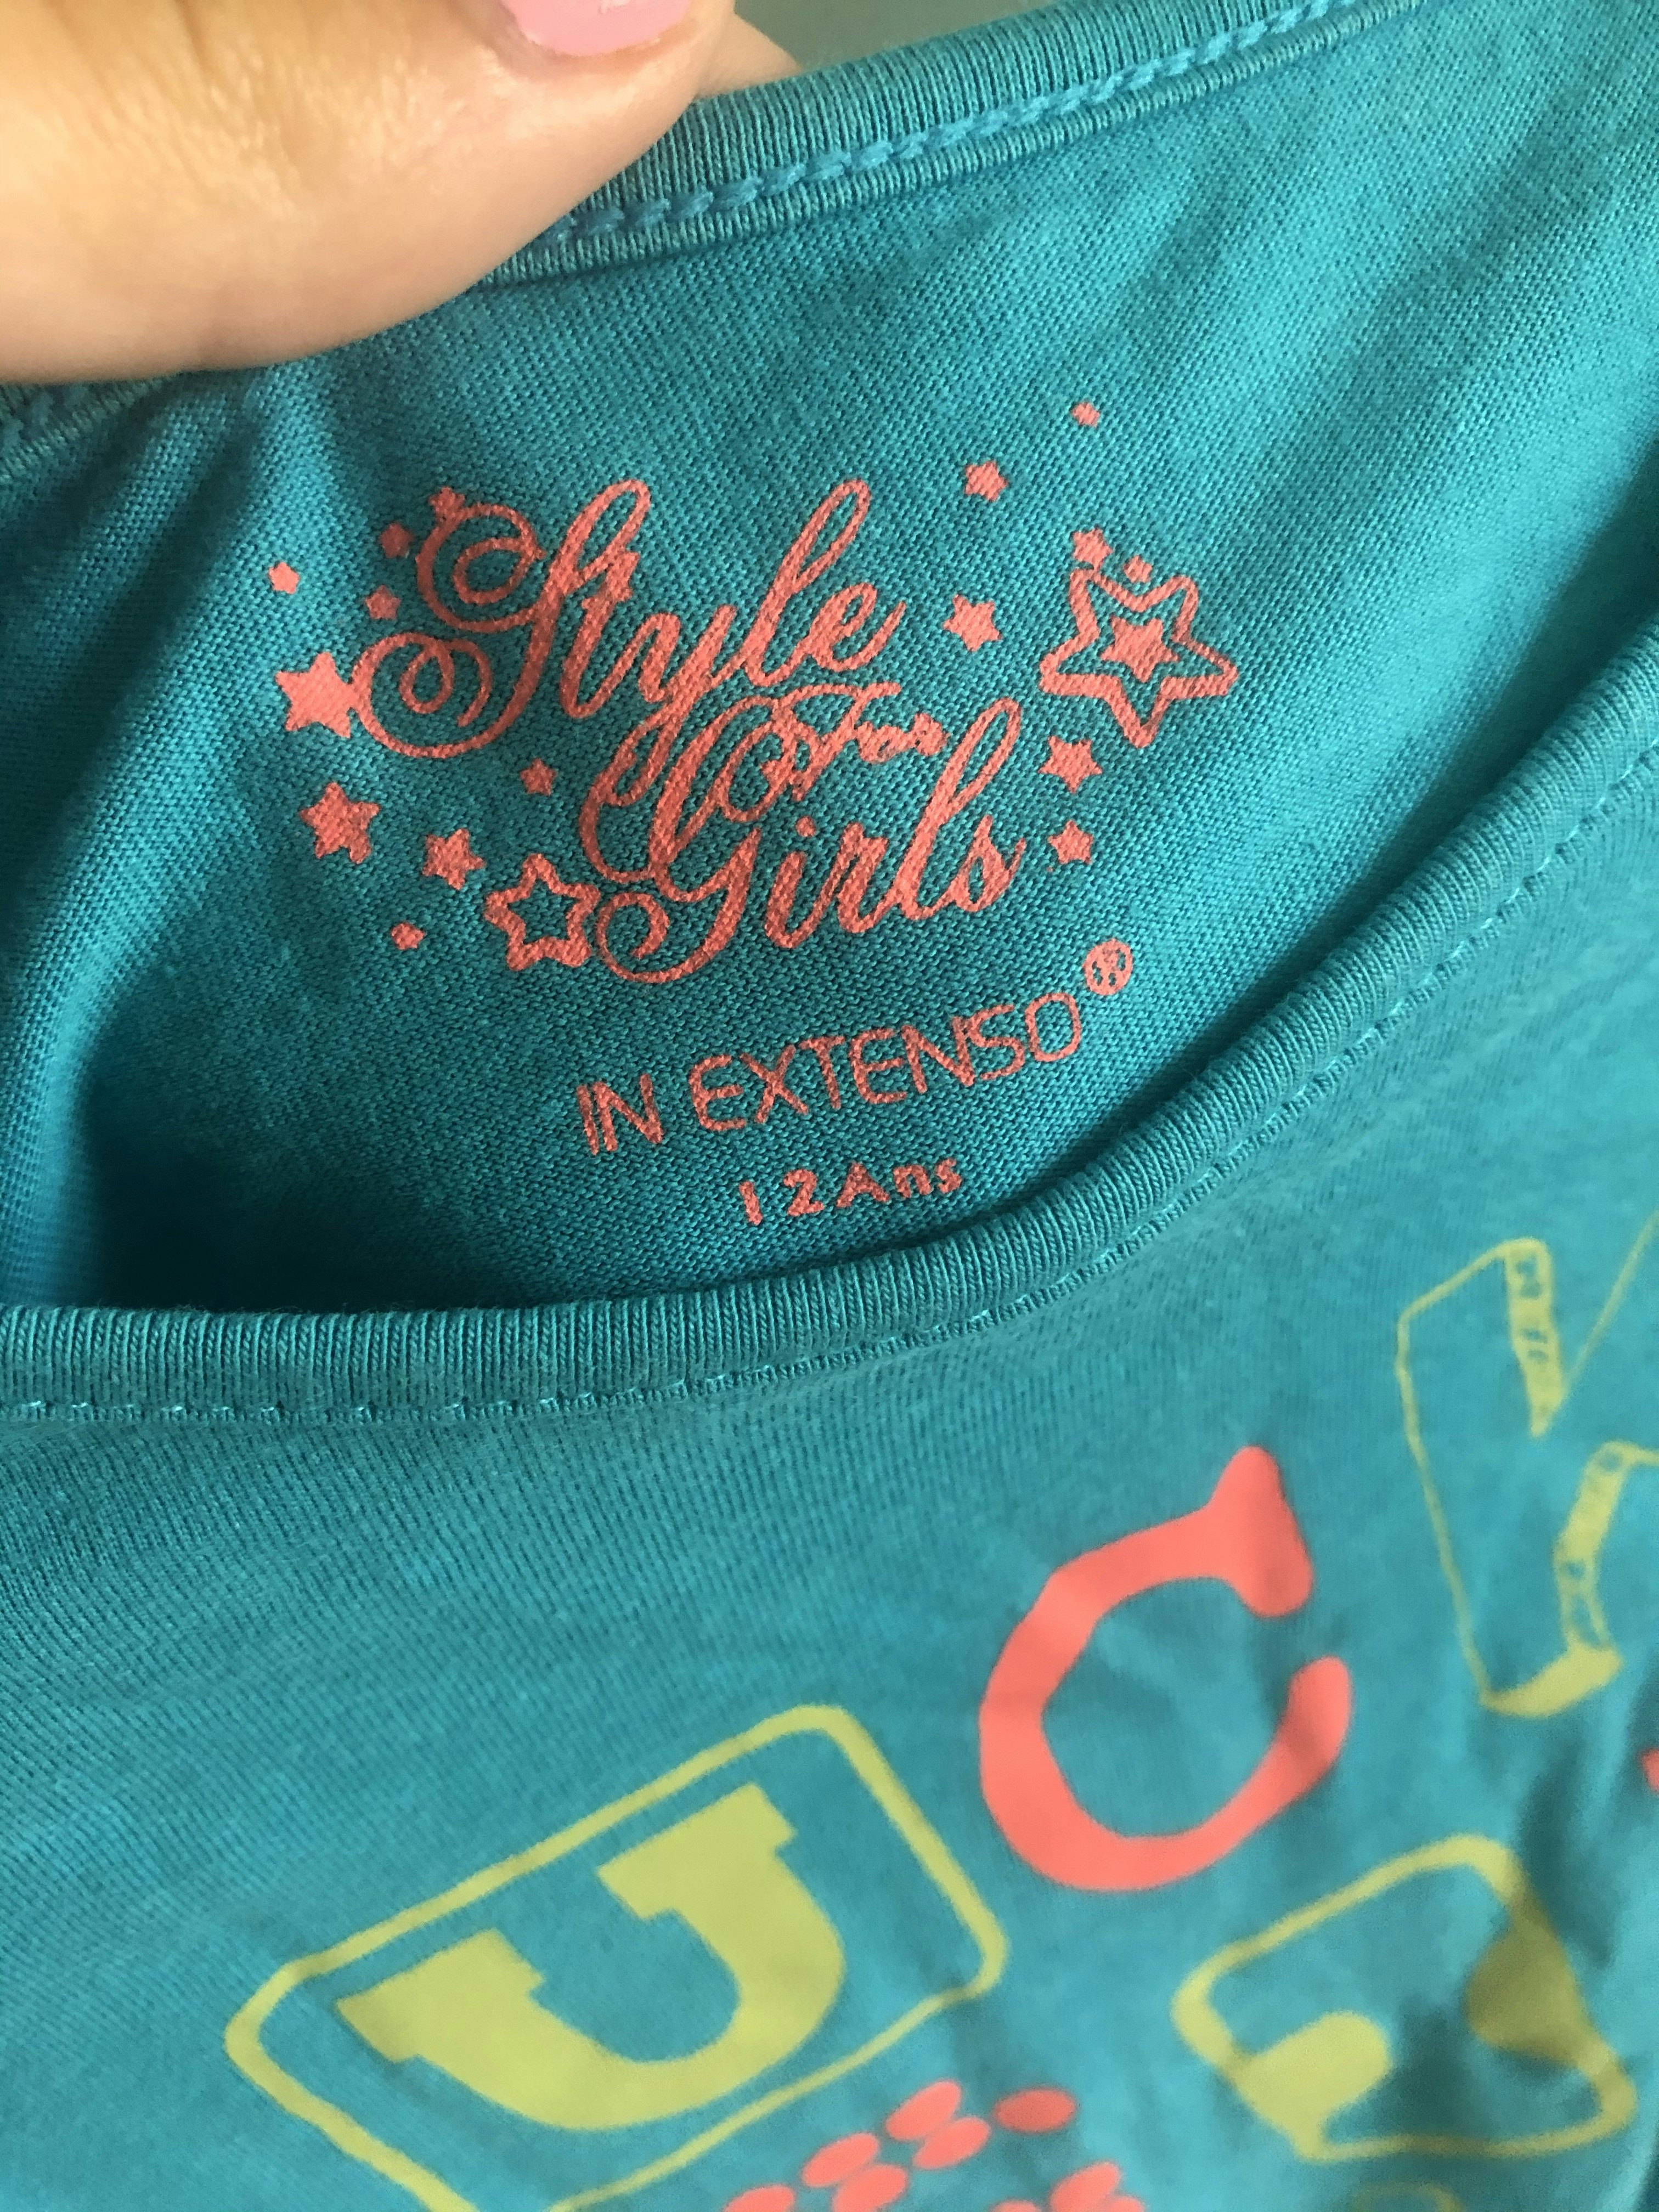 Style
For
Girls
IN EXTENSO®
12Ans
U C K